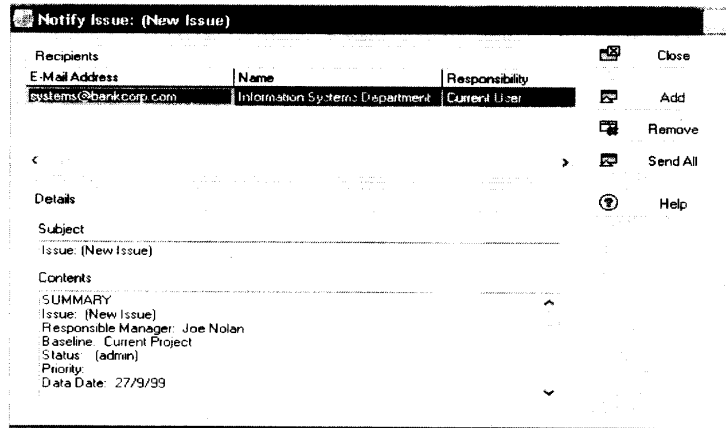 Notify Issue: (New Issue)
Recipients
E-Mail Address Name Responsibility
systems@bankcorp.com Information Systems Department Current User
Close
Add
Remove
Send All
Help
Details
Subject
Issue: (New Issue)
Contents
SUMMARY
Issue: (New Issue)
Responsible Manager: Joe Nolan
Baseline: Current Project
Status: (admin)
Priority:
Data Date: 27/9/99